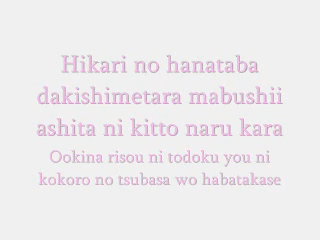 Hikari no hanataba
dakishimetara mabushii
ashita ni kitto naru kara
Ookina risou ni todoku you ni
kokoro no tsubasa wo habatakase